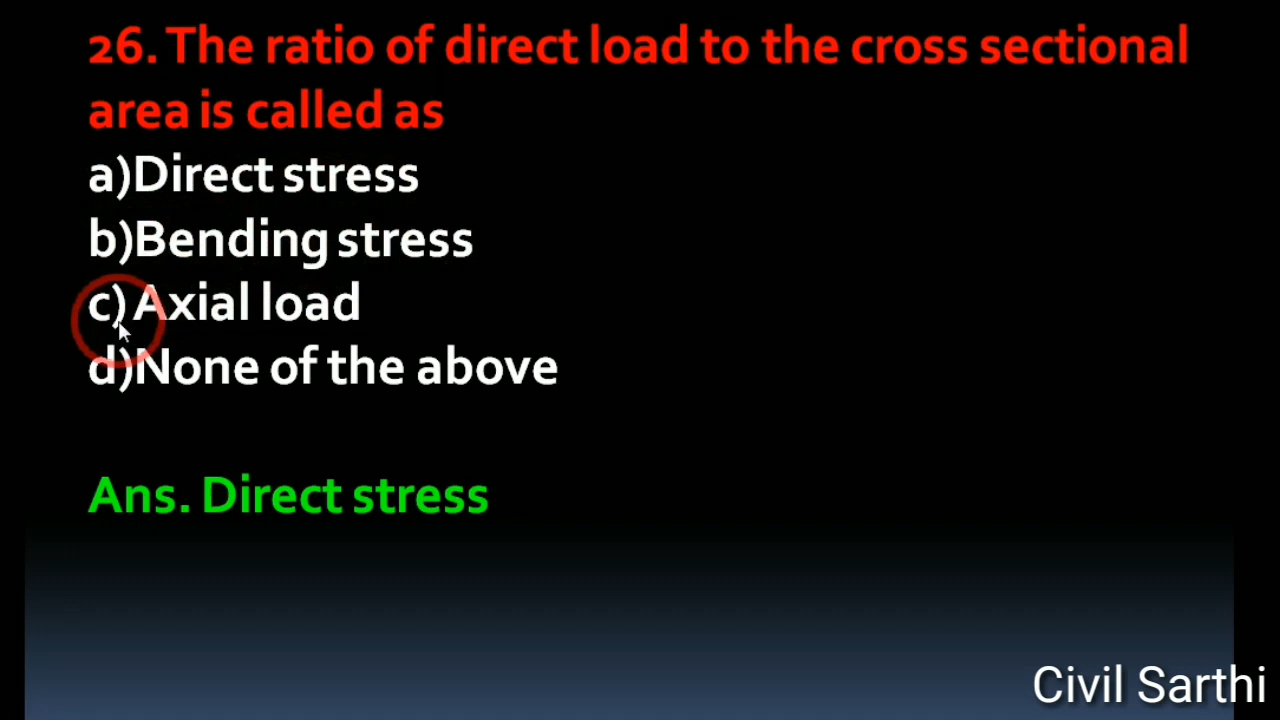 26. The ratio of direct load to the cross sectional
area is called as
a)Direct stress
b)Bending stress
c) Axial load
d)None of the above
Ans. Direct stress
Civil Sarthi